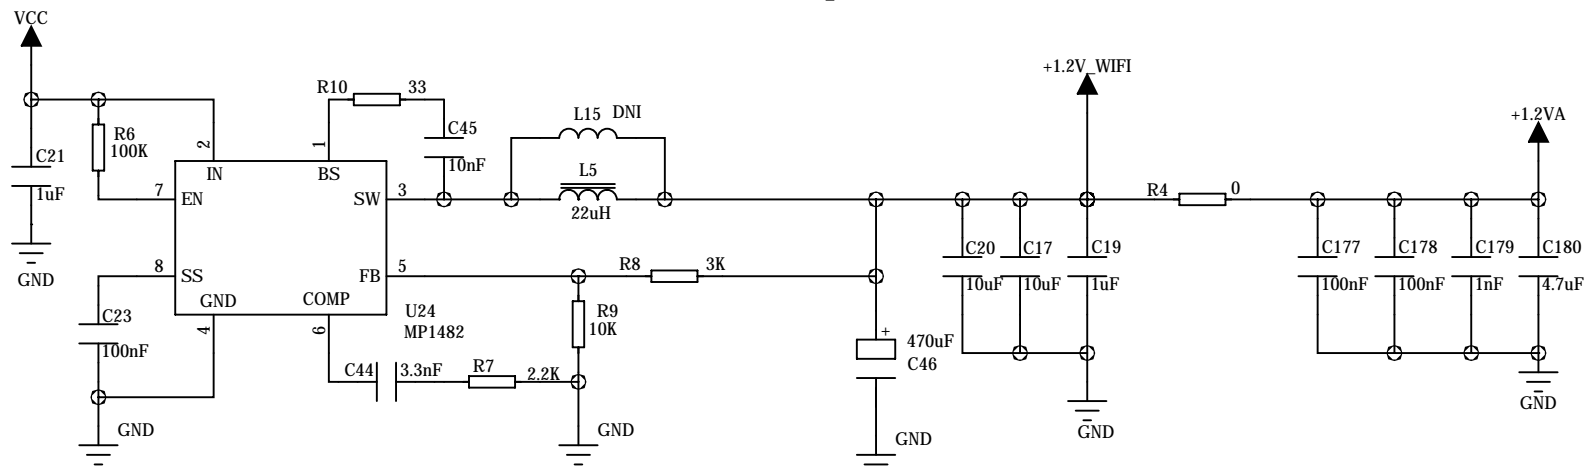 VCC
+1.2V_WIFI
R10 33
L15 DNI
+1.2VA
R6
100K
C45
10nF
C21
1uF
2
1
IN
BS
L5
7
EN
SW
3
22uH
R4 0
8
SS
FB
5
R8 3K
C20
10uF
C17
10uF
C19
1uF
C177
100nF
C178
100nF
C179
1nF
C180
4.7uF
GND
GND
COMP
C23
100nF
4
6
U24
MP1482
R9
10K
+
470uF
C46
C44 3.3nF R7 2.2K
GND
GND
GND
GND
GND